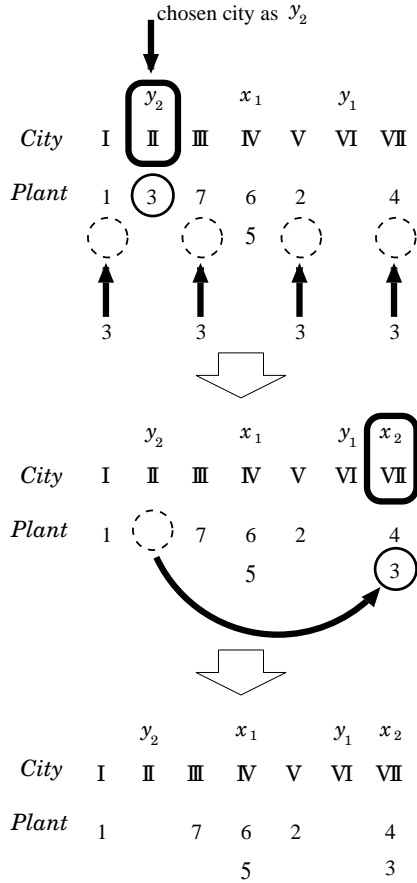 chosen city as y₂
y₂ x₁ y₁
City Ⅰ Ⅱ Ⅲ Ⅳ Ⅴ Ⅵ Ⅶ
Plant 1 3 7 6 2 4
5
3 3 3 3
y₂ x₁ y₁ x₂
City Ⅰ Ⅱ Ⅲ Ⅳ Ⅴ Ⅵ Ⅶ
Plant 1 7 6 2 4
5 3
y₂ x₁ y₁ x₂
City Ⅰ Ⅱ Ⅲ Ⅳ Ⅴ Ⅵ Ⅶ
Plant 1 7 6 2 4
5 3